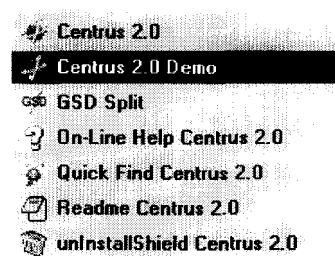 Centrus 2.0
Centrus 2.0 Demo
GSD GSD Split
On-Line Help Centrus 2.0
Quick Find Centrus 2.0
Readme Centrus 2.0
unInstallShield Centrus 2.0